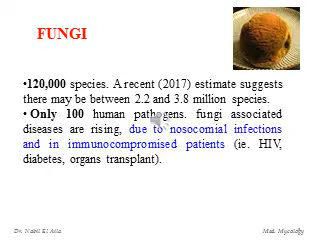 FUNGI
•120,000 species. A recent (2017) estimate suggests
there may be between 2.2 and 3.8 million species.
• Only 100 human pathogens. fungi associated
diseases are rising, due to nosocomial infections
and in immunocompromised patients (ie. HIV,
diabetes, organs transplant).
Dr. Nabil El Aila Med. Mycology